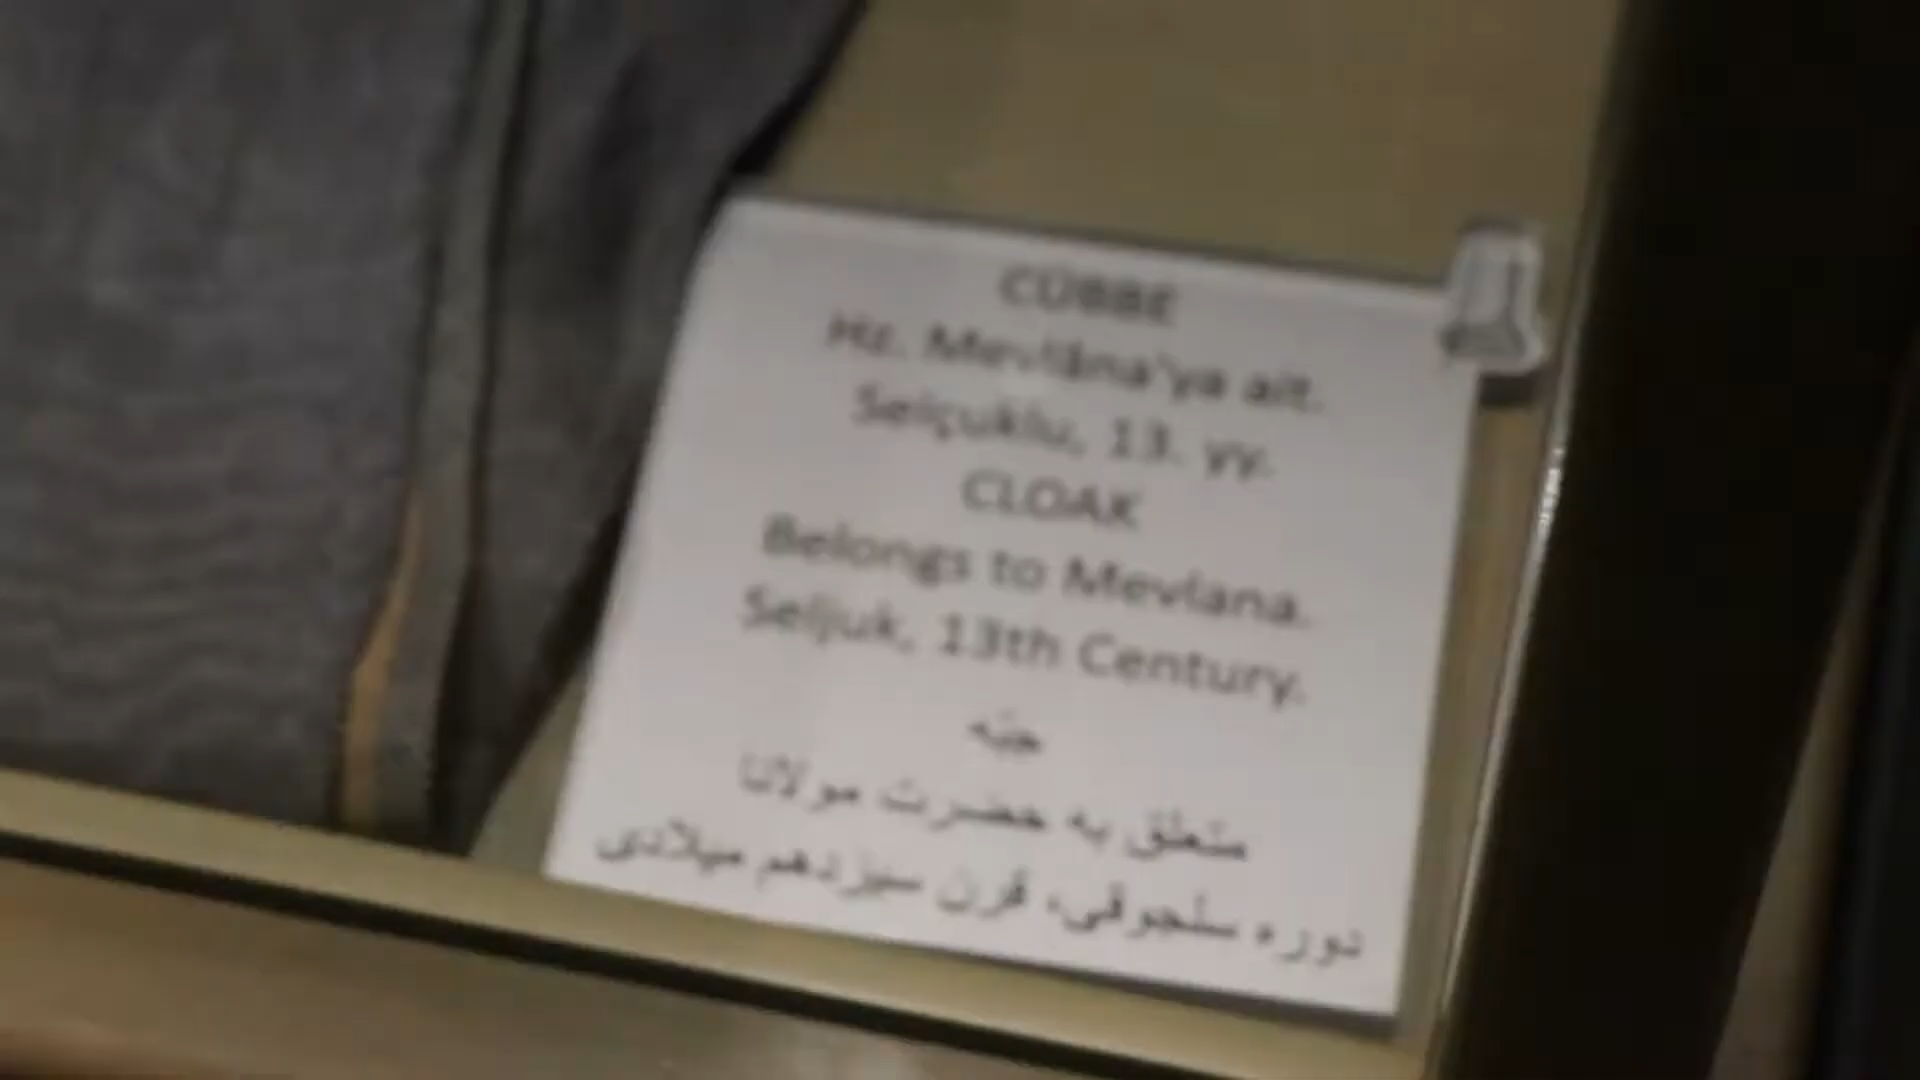 CÜBBE
Hz. Mevlâna'ya ait.
Selçuklu, 13. yy.
CLOAK
Belongs to Mevlana.
Seljuk, 13th Century.
جبّه
متعلق به حضرت مولانا
دوره سلجوقی، قرن سیزدهم میلادی